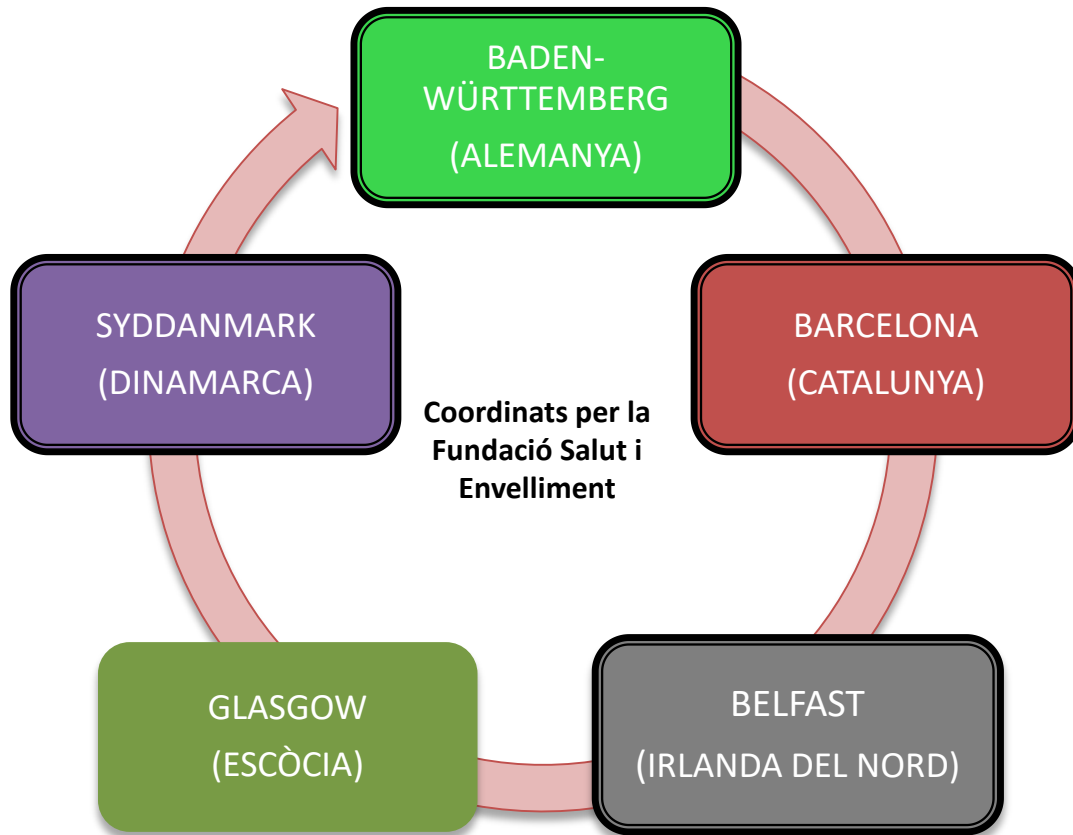 BADEN-
WÜRTTEMBERG
(ALEMANYA)
SYDDANMARK
(DINAMARCA)
BARCELONA
(CATALUNYA)
Coordinats per la
Fundació Salut i
Envelliment
GLASGOW
(ESCÒCIA)
BELFAST
(IRLANDA DEL NORD)